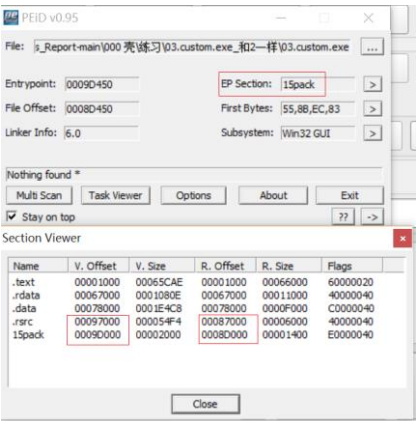 PEiD v0.95
File: s_Report-main\000 壳\练习\03.custom.exe_和2一样\03.custom.exe ...
Entrypoint: 0009D450 EP Section: 15pack >
File Offset: 0008D450 First Bytes: 55,8B,EC,83 >
Linker Info: 6.0 Subsystem: Win32 GUI >
Nothing found *
Multi Scan Task Viewer Options About Exit
Stay on top ?? ->
Section Viewer
Name V. Offset V. Size R. Offset R. Size Flags
.text 00001000 00065CAE 00001000 00066000 60000020
.rdata 00067000 0001080E 00067000 00011000 40000040
.data 00078000 0001E4C8 00078000 0000F000 C0000040
.rsrc 00097000 000054F4 00087000 00006000 40000040
15pack 0009D000 00002000 0008D000 00001400 E0000040
Close